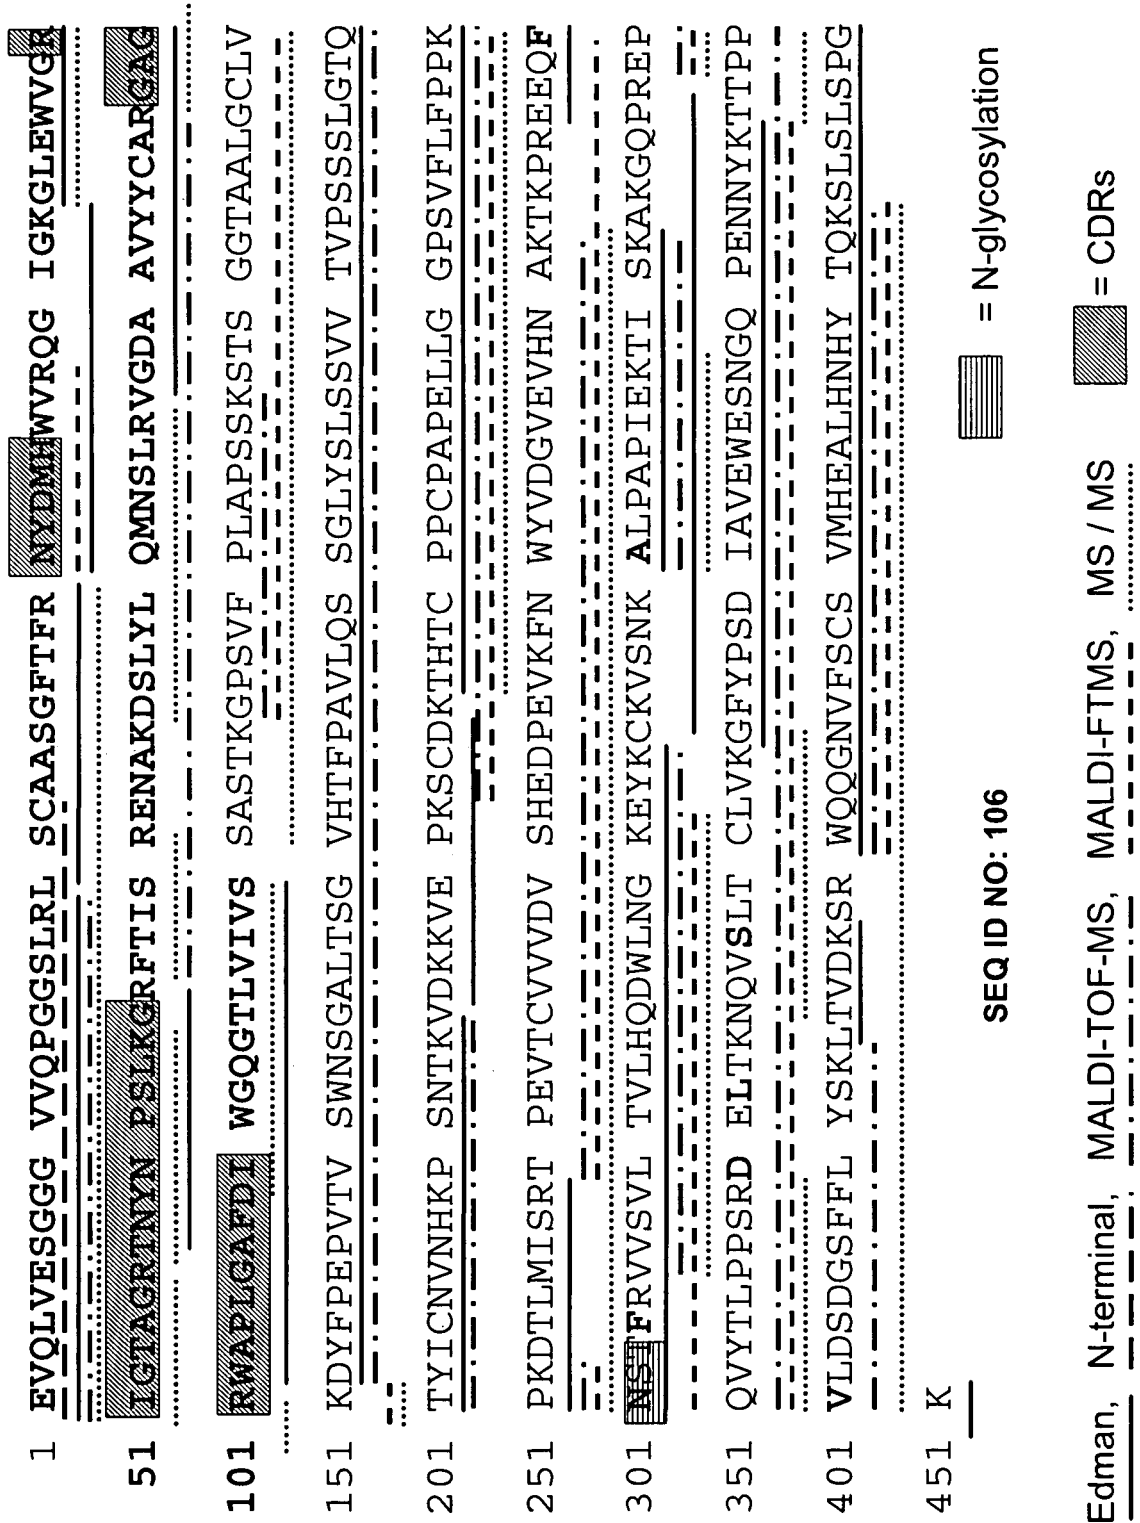 1 EVQLVESGGG VVQPGGSLRL SCAASGFTFR NYDMHWVRQG IGKGLEWVGR
51 IGTAGRTNYN PSLKGRFTIS RENAKDSLYL QMNSLRVGDA AVYYCARGAG
101 RWAPLGAFDI WGQGTLVIVS SASTKGPSVF PLAPSSKSTS GGTAALGCLV
151 KDYFPEPVTV SWNSGALTSG VHTFPAVLQS SGLYSLSSVV TVPSSSLGTQ
201 TYICNVNHKP SNTKVDKKVE PKSCDKTHTC PPCPAPELLG GPSVFLFPPK
251 PKDTLMISRT PEVTCVVVDV SHEDPEVKFN WYVDGVEVHN AKTKPREEQF
301 NSTFRVVSVL TVLHQDWLNG KEYKCKVSNK ALPAPIEKTI SKAKGQPREP
351 QVYTLPPSRD ELTKNQVSLT CLVKGFYPSD IAVEWESNGQ PENNYKTTPP
401 VLDSDGSFFL YSKLTVDKSR WQQGNVFSCS VMHEALHNHY TQKSLSLSPG
451 K
SEQ ID NO: 106
= N-glycosylation
= CDRs
Edman, N-terminal, MALDI-TOF-MS, MALDI-FTMS, MS / MS